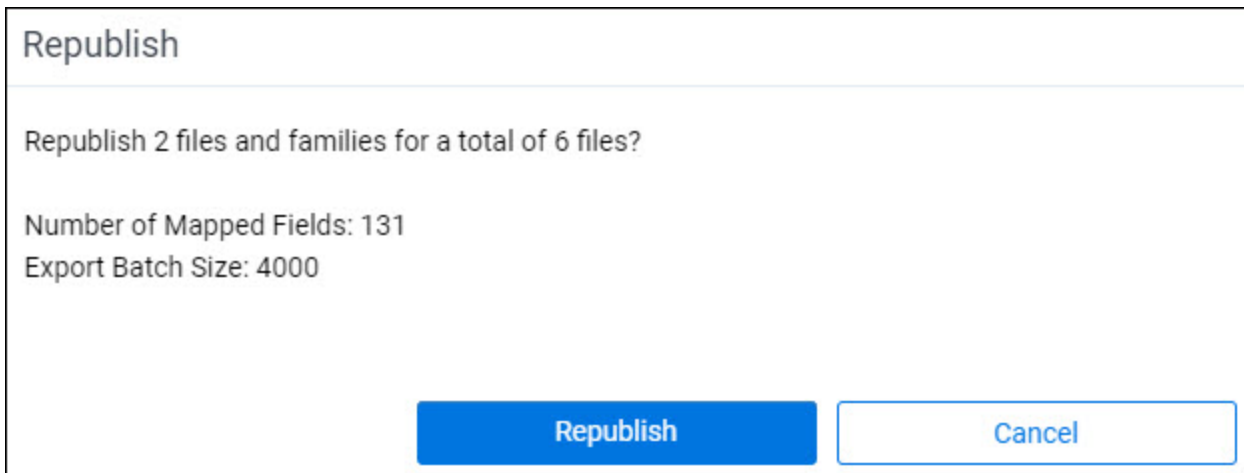 Republish
Republish 2 files and families for a total of 6 files?
Number of Mapped Fields: 131
Export Batch Size: 4000
Republish
Cancel